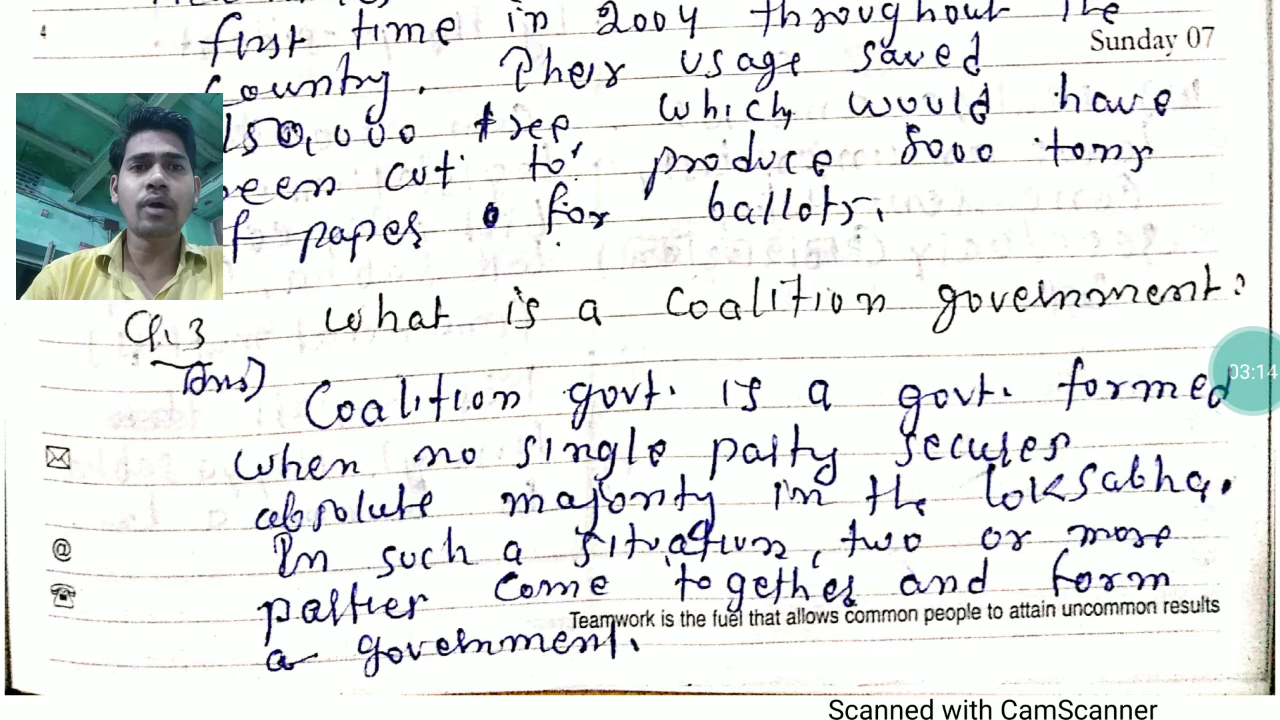 4
first time in 2004 throughout the
Sunday 07
Country. Their usage saved
150,000 tree which would have
been cut to produce 8000 tons
of paper for ballots.
Q.3 What is a Coalition government?
Ans) Coalition govt. is a govt. formed
03:14
when no single party secures
absolute majority in the loksabha.
In such a situation, two or more
parties come together and form
Teamwork is the fuel that allows common people to attain uncommon results
a government.
Scanned with CamScanner